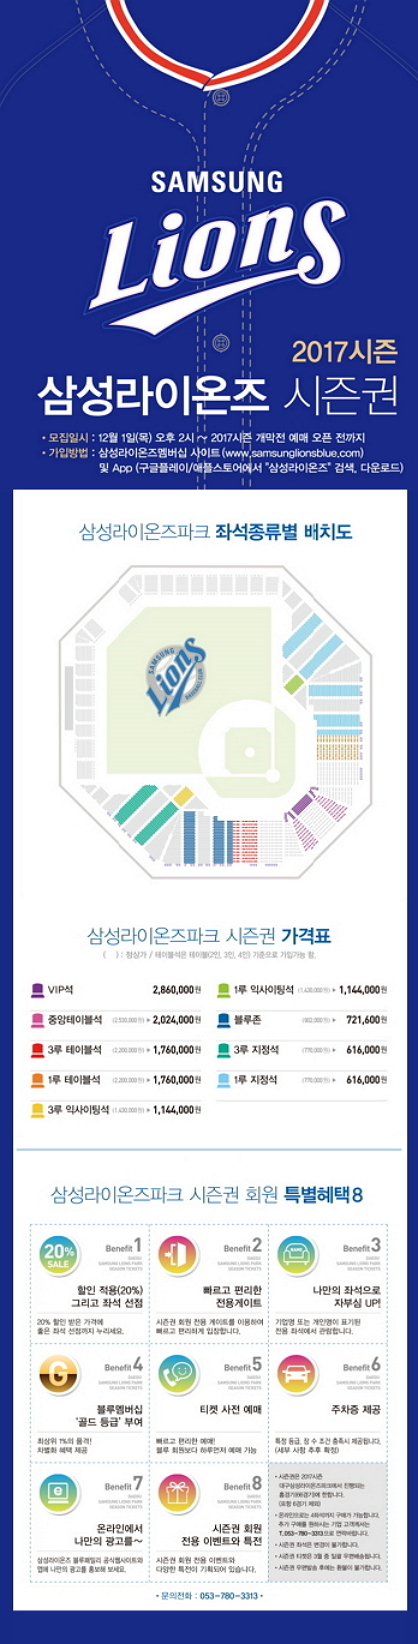 SAMSUNG
Lions
2017시즌
삼성라이온즈 시즌권
• 모집일시 : 12월 1일(목) 오후 2시 ~ 2017시즌 개막전 예매 오픈 전까지
• 가입방법 : 삼성라이온즈멤버십 사이트(www.samsunglionsblue.com)
및 App (구글플레이/애플스토어에서 "삼성라이온즈" 검색, 다운로드)
삼성라이온즈파크 좌석종류별 배치도
SAMSUNG
Lions
삼성라이온즈파크 시즌권 가격표
( ) : 정상가 / 테이블석은 테이블(2인, 3인, 4인) 기준으로 가입가능 함.
VIP석 2,860,000원
1루 익사이팅석 (1,430,000원) ▶ 1,144,000원
중앙테이블석 (2,530,000원) ▶ 2,024,000원
블루존 (902,000원) ▶ 721,600원
3루 테이블석 (2,200,000원) ▶ 1,760,000원
3루 지정석 (770,000원) ▶ 616,000원
1루 테이블석 (2,200,000원) ▶ 1,760,000원
1루 지정석 (770,000원) ▶ 616,000원
3루 익사이팅석 (1,430,000원) ▶ 1,144,000원
삼성라이온즈파크 시즌권 회원 특별혜택8
20%
SALE
Benefit 1
SAMSUNG LIONS PARK
SEASON TICKETS
할인 적용(20%)
그리고 좌석 선점
20% 할인 받은 가격에
좋은 좌석 선점까지 누리세요.
Benefit 2
SAMSUNG LIONS PARK
SEASON TICKETS
빠르고 편리한
전용게이트
시즌권 회원 전용 게이트를 이용하여
빠르고 편리하게 입장합니다.
NAME
Benefit 3
SAMSUNG LIONS PARK
SEASON TICKETS
나만의 좌석으로
자부심 UP!
기업명 또는 개인명이 표기된
전용 좌석에서 관람합니다.
G
Benefit 4
SAMSUNG LIONS PARK
SEASON TICKETS
블루멤버십
'골드 등급' 부여
최상위 1%의 품격!
차별화 혜택 제공
Benefit 5
SAMSUNG LIONS PARK
SEASON TICKETS
티켓 사전 예매
빠르고 편리한 예매!
블루 회원보다 하루먼저 예매 가능
Benefit 6
SAMSUNG LIONS PARK
SEASON TICKETS
주차증 제공
특정 등급, 장 수 조건 충족시 제공됩니다.
(세부 사항 추후 확정)
e
Benefit 7
SAMSUNG LIONS PARK
SEASON TICKETS
온라인에서
나만의 광고를~
삼성라이온즈 블루패밀리 공식웹사이트와
앱에 나만의 광고를 홍보해 보세요.
Benefit 8
SAMSUNG LIONS PARK
SEASON TICKETS
시즌권 회원
전용 이벤트와 특전
시즌권 회원 전용 이벤트와
다양한 특전이 기획되어 있습니다.
• 시즌권은 2017시즌
대구삼성라이온즈파크에서 진행되는
홈경기(66경기)에 한합니다.
(포항 6경기 제외)
• 온라인으로는 4좌석까지 구매가 가능합니다.
추가 구매를 원하시는 기업 고객께서는
T.053-780-3313으로 연락바랍니다.
• 시즌권 좌석은 변경이 불가합니다.
• 시즌권 티켓은 3월 중 일괄 우편배송됩니다.
• 시즌권 우편발송 후에는 환불이 불가합니다.
• 문의전화 : 053-780-3313 •